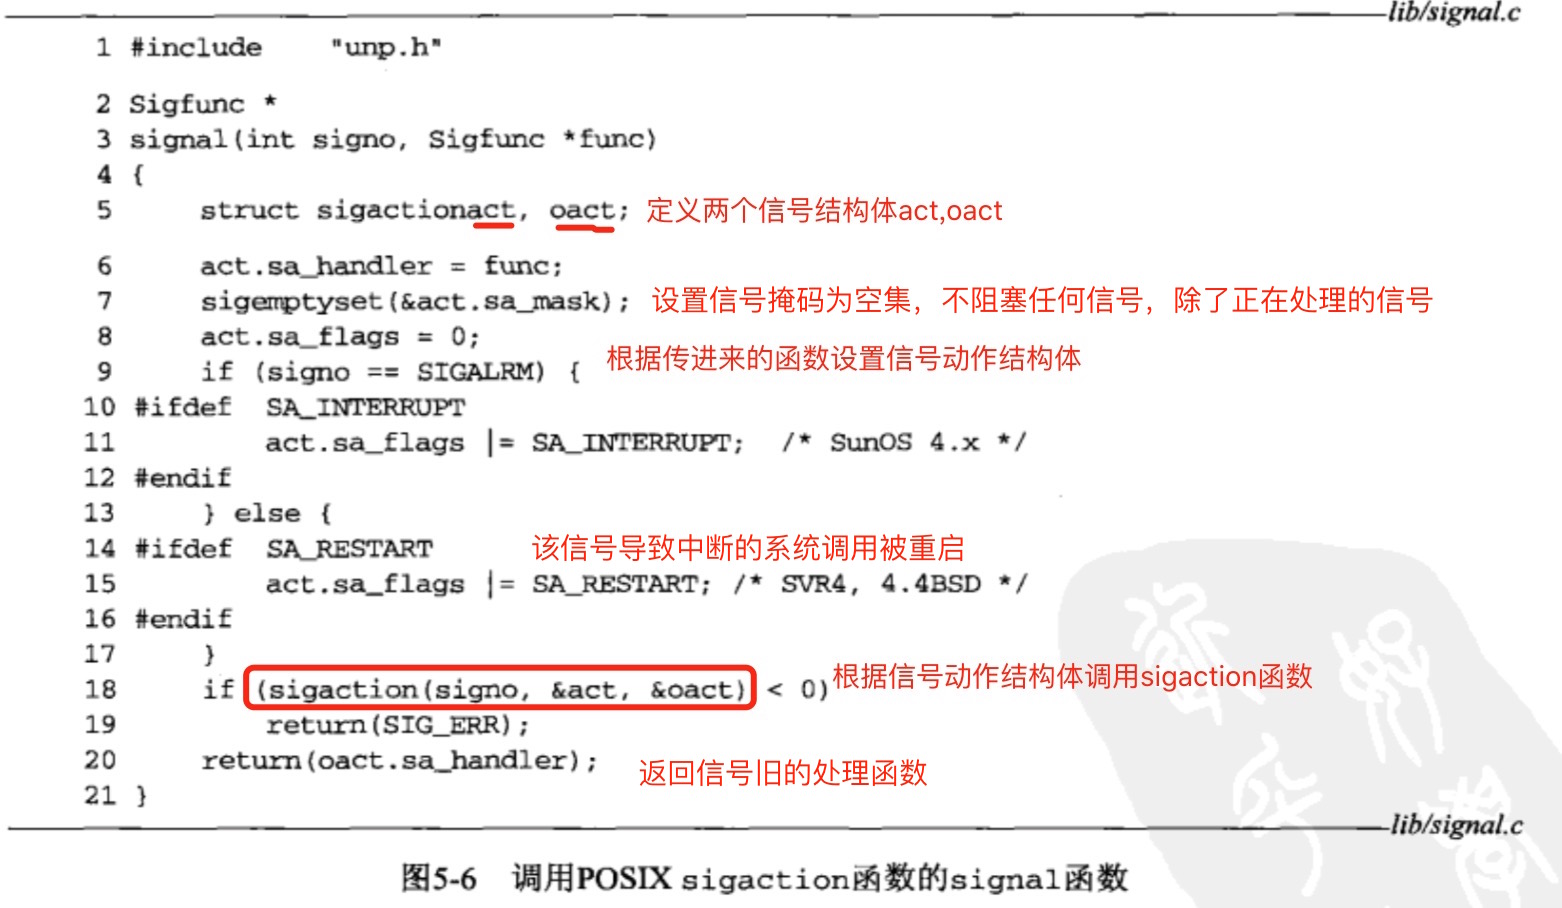 lib/signal.c
1 #include "unp.h"
2 Sigfunc *
3 signal(int signo, Sigfunc *func)
4 {
5 struct sigactionact, oact; 定义两个信号结构体act,oact
6 act.sa_handler = func;
7 sigemptyset(&act.sa_mask); 设置信号掩码为空集，不阻塞任何信号，除了正在处理的信号
8 act.sa_flags = 0;
根据传进来的函数设置信号动作结构体
9 if (signo == SIGALRM) {
10 #ifdef SA_INTERRUPT
11 act.sa_flags |= SA_INTERRUPT; /* SunOS 4.x */
12 #endif
13 } else {
14 #ifdef SA_RESTART 该信号导致中断的系统调用被重启
15 act.sa_flags |= SA_RESTART; /* SVR4, 4.4BSD */
16 #endif
17 }
18 if (sigaction(signo, &act, &oact) < 0) 根据信号动作结构体调用sigaction函数
19 return(SIG_ERR);
20 return(oact.sa_handler); 返回信号旧的处理函数
21 }
lib/signal.c
图5-6 调用POSIX sigaction函数的signal函数